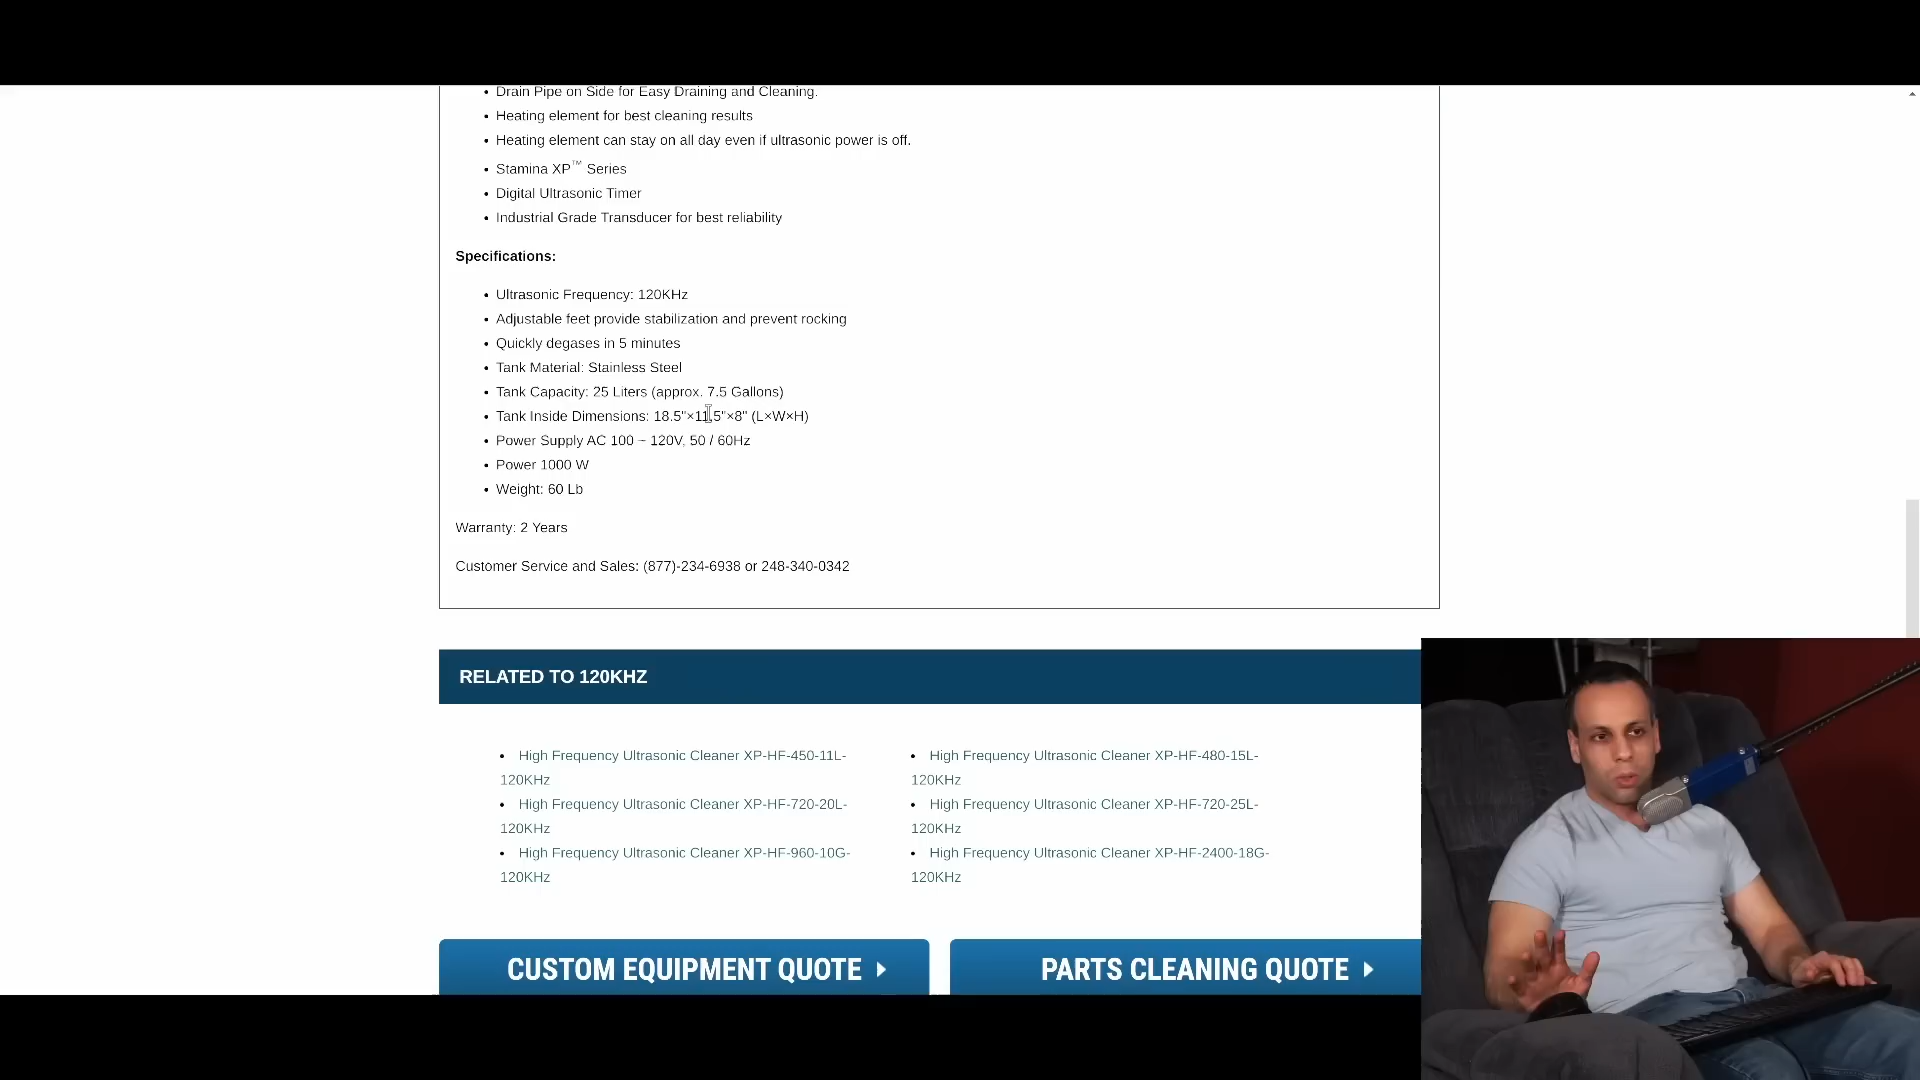 Drain Pipe on Side for Easy Draining and Cleaning.
Heating element for best cleaning results
Heating element can stay on all day even if ultrasonic power is off.
Stamina XP™ Series
Digital Ultrasonic Timer
Industrial Grade Transducer for best reliability
Specifications:
Ultrasonic Frequency: 120KHz
Adjustable feet provide stabilization and prevent rocking
Quickly degases in 5 minutes
Tank Material: Stainless Steel
Tank Capacity: 25 Liters (approx. 7.5 Gallons)
Tank Inside Dimensions: 18.5"×11.5"×8" (L×W×H)
Power Supply AC 100 ~ 120V, 50 / 60Hz
Power 1000 W
Weight: 60 Lb
Warranty: 2 Years
Customer Service and Sales: (877)-234-6938 or 248-340-0342
RELATED TO 120KHZ
High Frequency Ultrasonic Cleaner XP-HF-450-11L-
120KHz
High Frequency Ultrasonic Cleaner XP-HF-720-20L-
120KHz
High Frequency Ultrasonic Cleaner XP-HF-960-10G-
120KHz
High Frequency Ultrasonic Cleaner XP-HF-480-15L-
120KHz
High Frequency Ultrasonic Cleaner XP-HF-720-25L-
120KHz
High Frequency Ultrasonic Cleaner XP-HF-2400-18G-
120KHz
CUSTOM EQUIPMENT QUOTE
PARTS CLEANING QUOTE